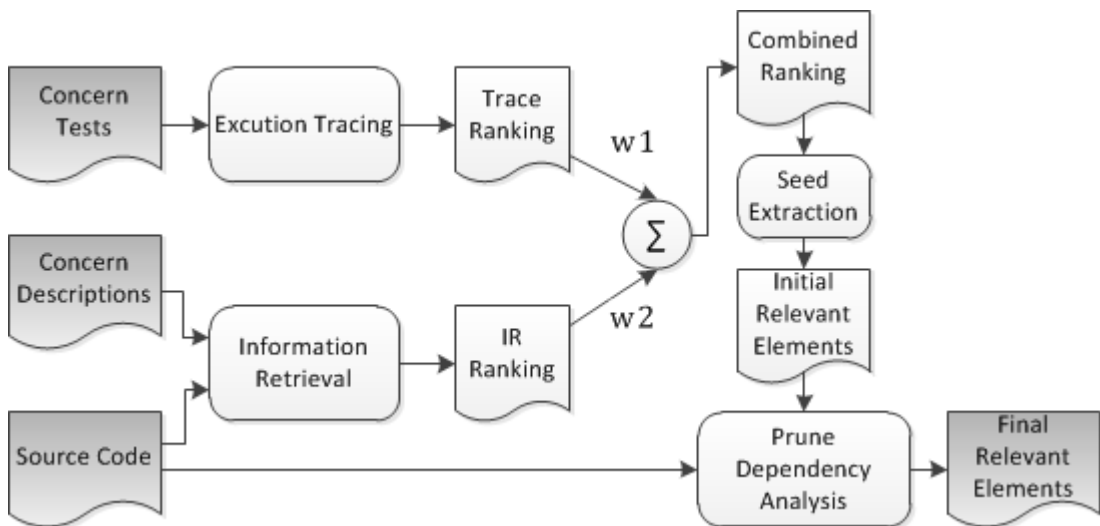 Concern
Tests
Excution Tracing
Trace
Ranking
w1
Combined
Ranking
Seed
Extraction
Σ
Concern
Descriptions
Information
Retrieval
IR
Ranking
w2
Initial
Relevant
Elements
Source Code
Prune
Dependency
Analysis
Final
Relevant
Elements